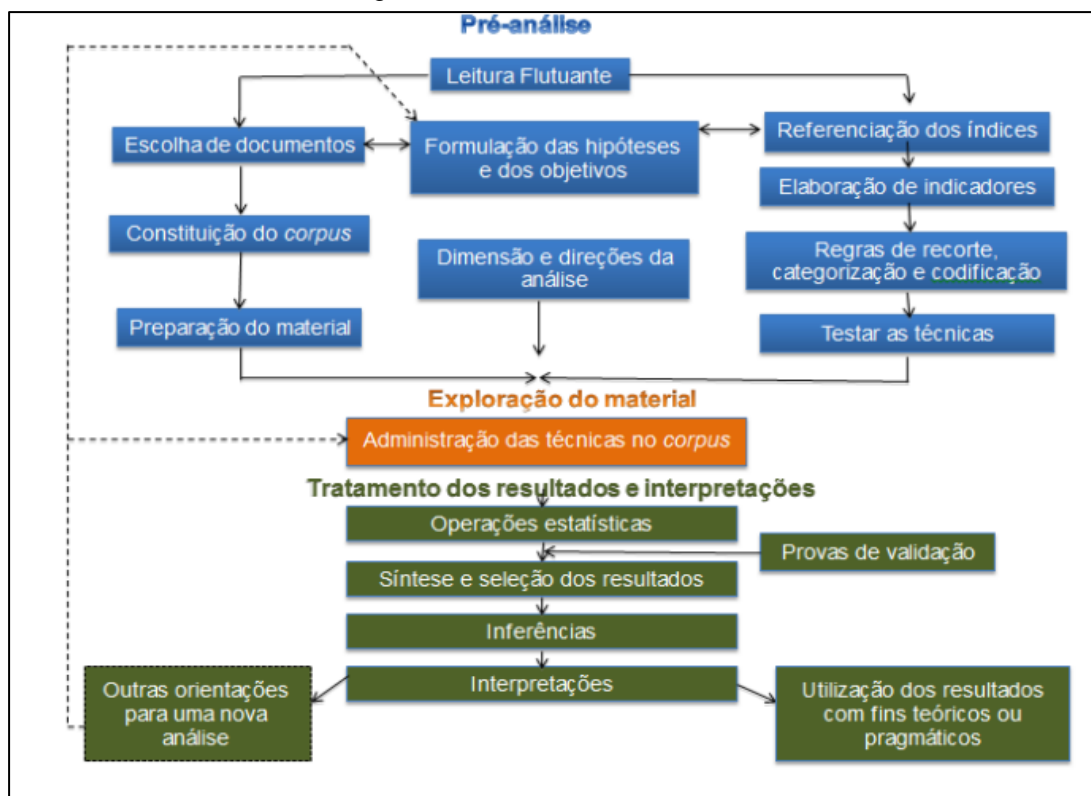 Pré-análise
Leitura Flutuante
Escolha de documentos
Formulação das hipóteses
e dos objetivos
Referenciação dos índices
Elaboração de indicadores
Constituição do corpus
Dimensão e direções da
análise
Regras de recorte,
categorização e codificação
Preparação do material
Testar as técnicas
Exploração do material
Administração das técnicas no corpus
Tratamento dos resultados e interpretações
Operações estatísticas
Provas de validação
Síntese e seleção dos resultados
Inferências
Interpretações
Outras orientações
para uma nova
análise
Utilização dos resultados
com fins teóricos ou
pragmáticos